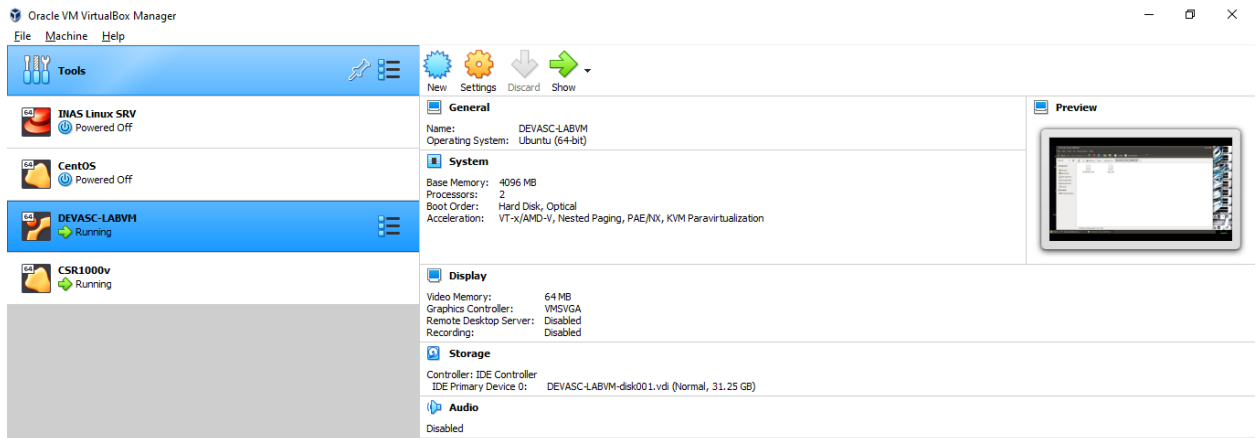 Oracle VM VirtualBox Manager
File Machine Help
Tools
New Settings Discard Show
64 INAS Linux SRV
Powered Off
64 CentOS
Powered Off
64 DEVASC-LABVM
Running
64 CSR1000v
Running
General
Name: DEVASC-LABVM
Operating System: Ubuntu (64-bit)
System
Base Memory: 4096 MB
Processors: 2
Boot Order: Hard Disk, Optical
Acceleration: VT-x/AMD-V, Nested Paging, PAE/NX, KVM Paravirtualization
Preview
Display
Video Memory: 64 MB
Graphics Controller: VMSVGA
Remote Desktop Server: Disabled
Recording: Disabled
Storage
Controller: IDE Controller
IDE Primary Device 0: DEVASC-LABVM-disk001.vdi (Normal, 31.25 GB)
Audio
Disabled